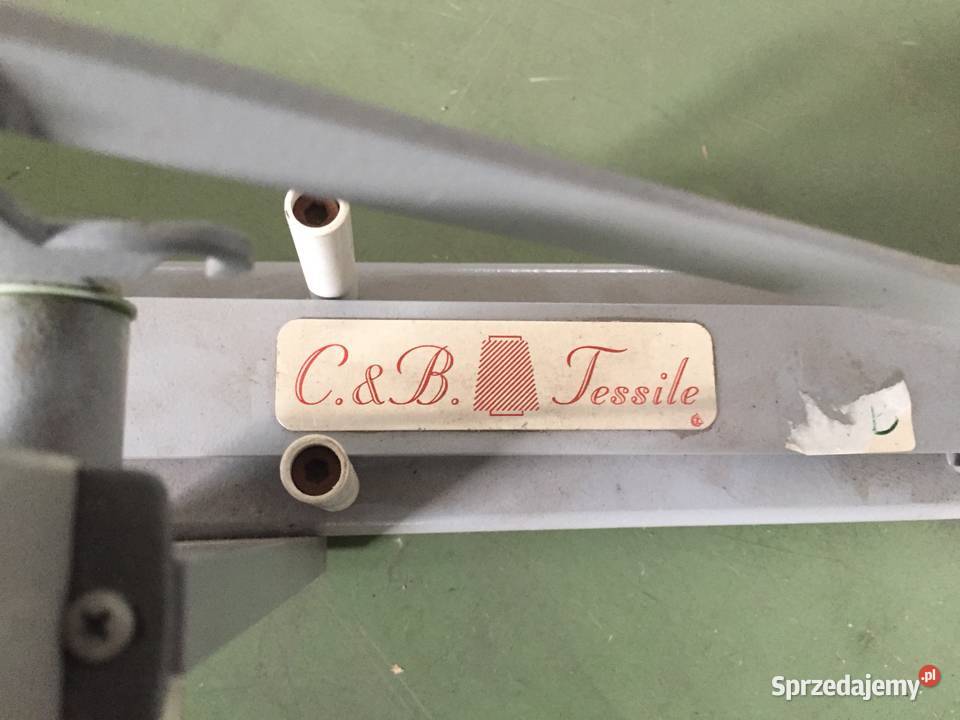 C. & B. Tessile
E
Sprzedajemy.pl